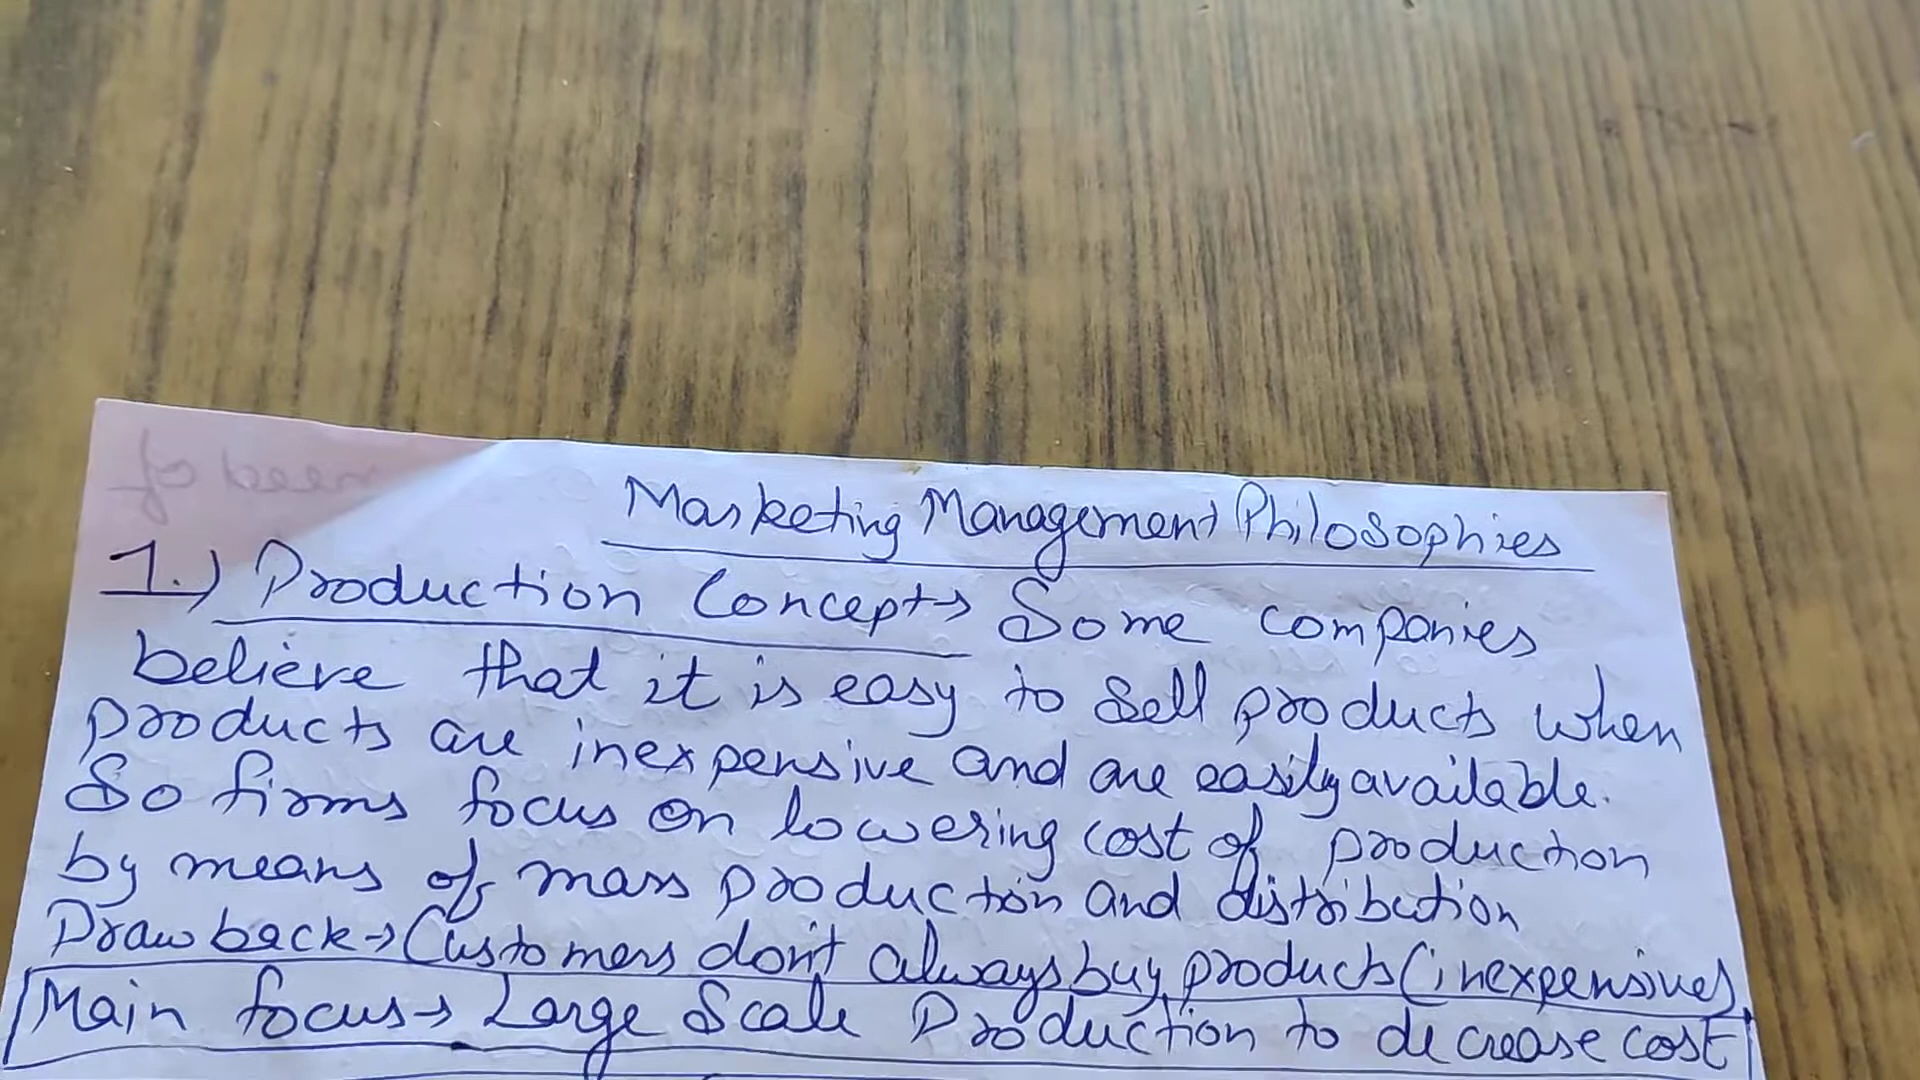 Marketing Management Philosophies
1.) Production Concept→ Some companies
believe that it is easy to sell products when
products are inexpensive and are easily available.
So firms focus on lowering cost of production
by means of mass production and distribution
Drawback→ Customers don't always buy products (inexpensive)
Main focus→ Large Scale Production to decrease cost